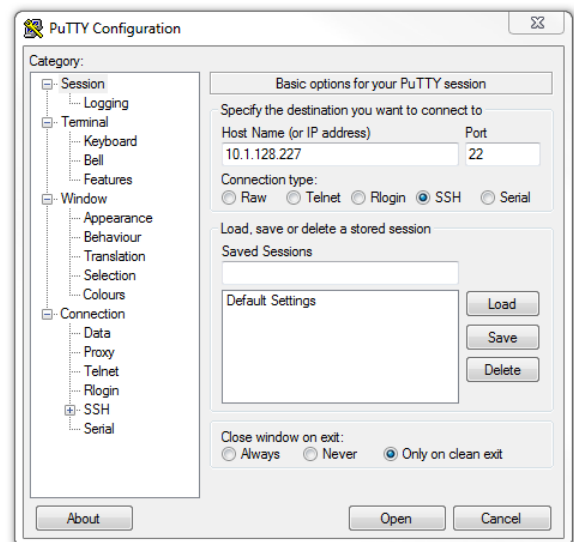 PuTTY Configuration
Category:
Session
Logging
Terminal
Keyboard
Bell
Features
Window
Appearance
Behaviour
Translation
Selection
Colours
Connection
Data
Proxy
Telnet
Rlogin
SSH
Serial
Basic options for your PuTTY session
Specify the destination you want to connect to
Host Name (or IP address) Port
10.1.128.227 22
Connection type:
Raw Telnet Rlogin SSH Serial
Load, save or delete a stored session
Saved Sessions
Default Settings
Load
Save
Delete
Close window on exit:
Always Never Only on clean exit
About Open Cancel